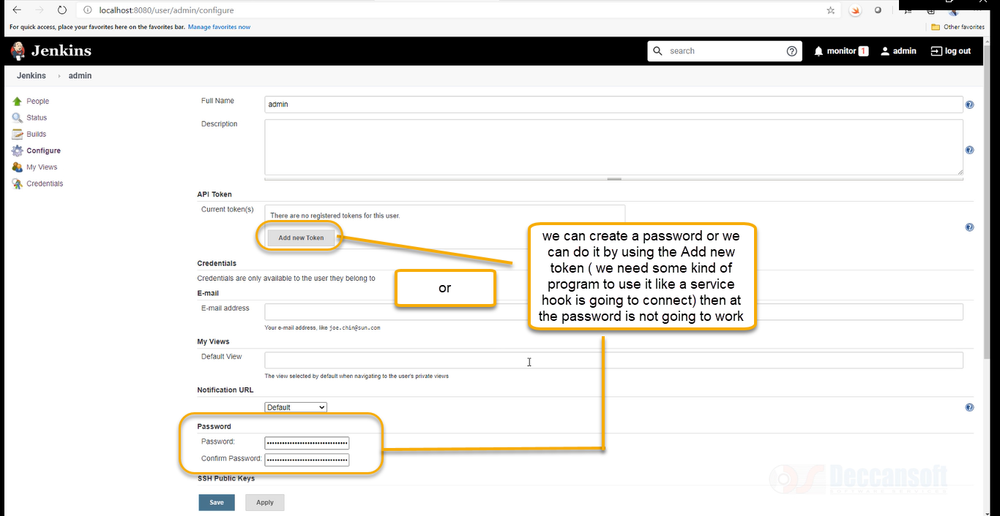 localhost:8080/user/admin/configure
For quick access, place your favorites here on the favorites bar. Manage favorites now
Other favorites
Jenkins
search
monitor 1
admin
log out
Jenkins › admin
People
Status
Builds
Configure
My Views
Credentials
Full Name
admin
Description
API Token
Current token(s)
There are no registered tokens for this user.
Add new Token
Credentials
Credentials are only available to the user they belong to
E-mail
E-mail address
Your e-mail address, like joe.chin@sun.com
My Views
Default View
The view selected by default when navigating to the user's private views
Notification URL
Default
Password
Password:
Confirm Password:
SSH Public Keys
Save
Apply
or
we can create a password or we
can do it by using the Add new
token ( we need some kind of
program to use it like a service
hook is going to connect) then at
the password is not going to work
Deccansoft